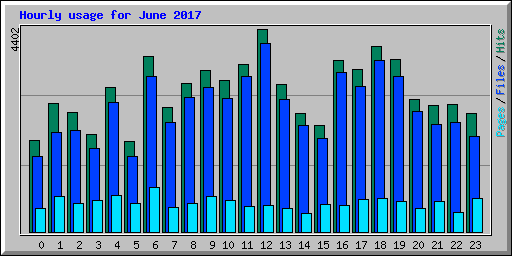 Hourly usage for June 2017
4402
Pages/Files/Hits
0 1 2 3 4 5 6 7 8 9 10 11 12 13 14 15 16 17 18 19 20 21 22 23